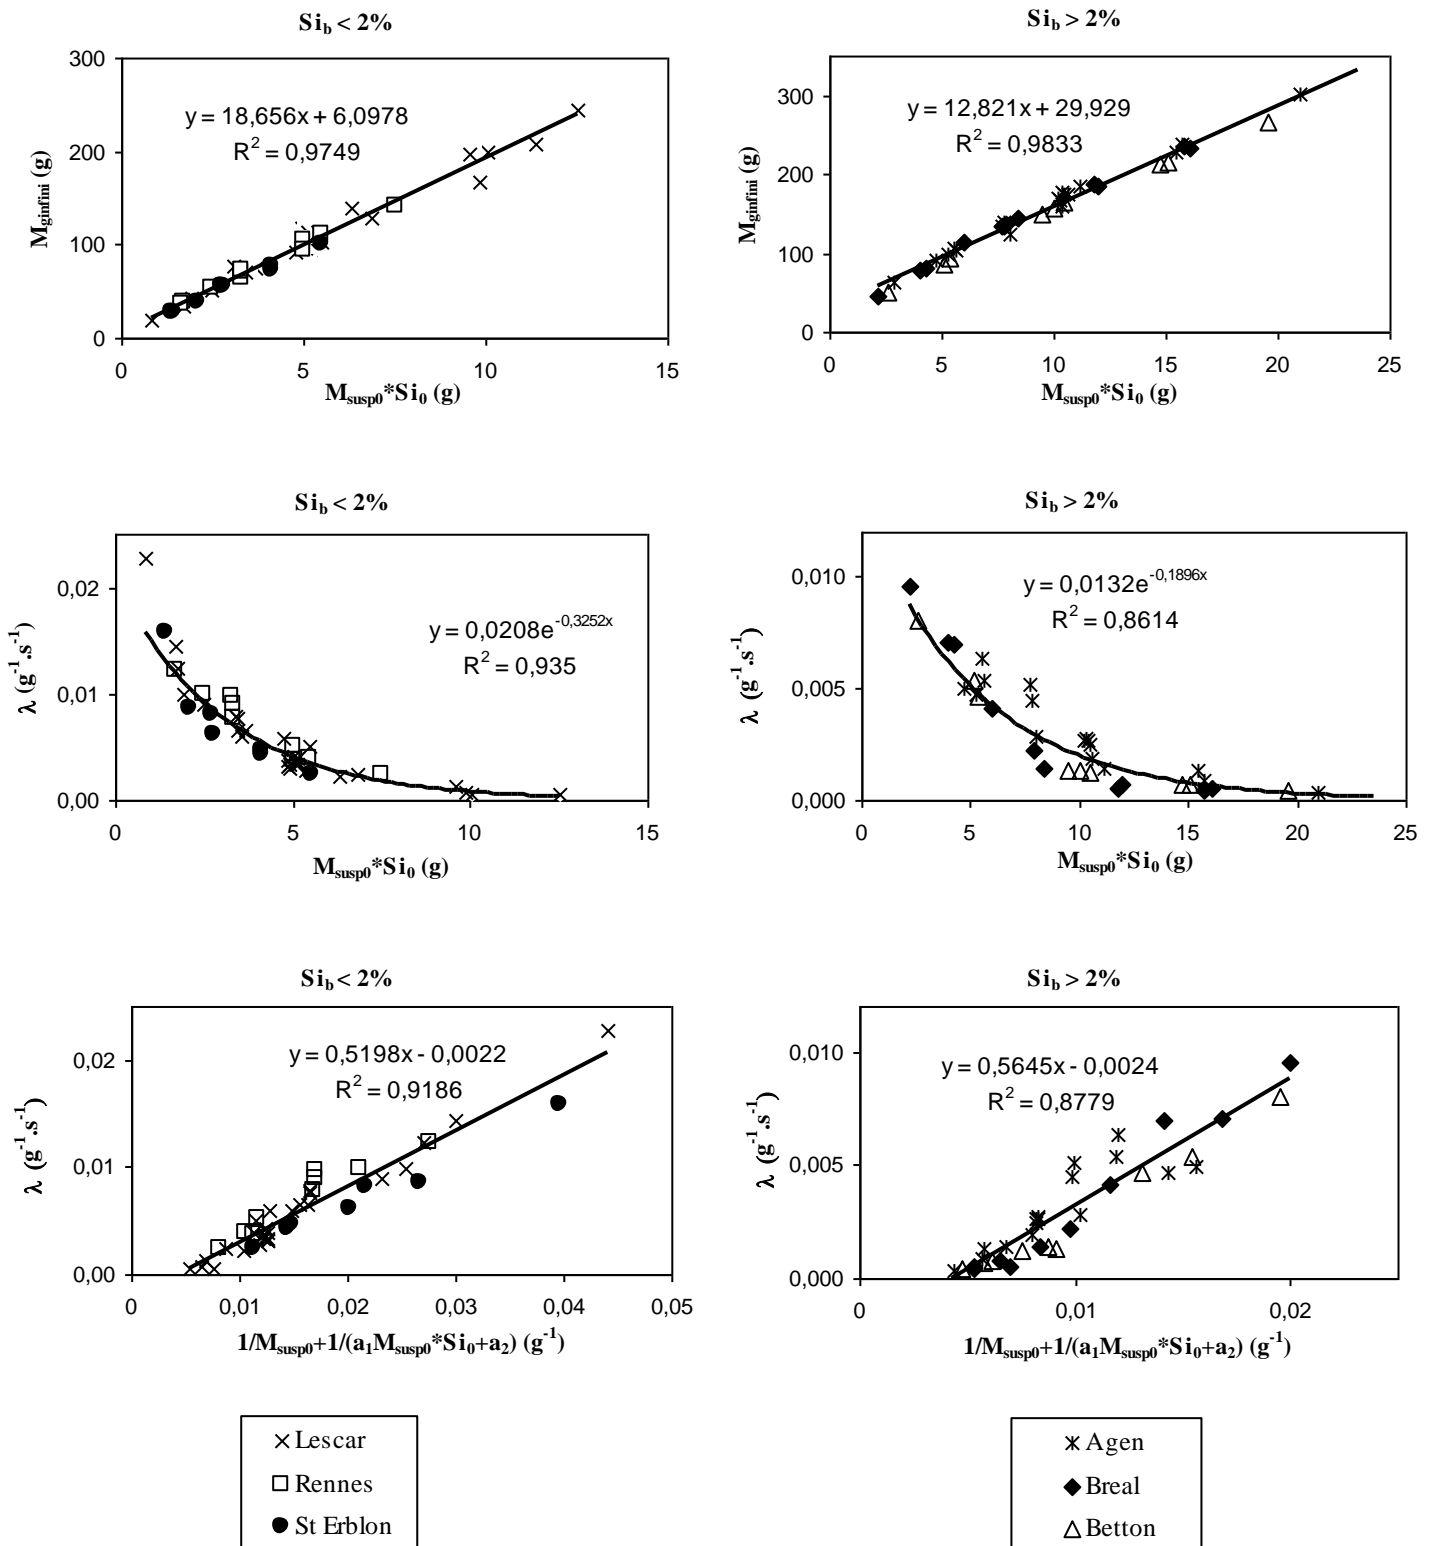 Si_b < 2%
300
200
100
0
y = 18,656x + 6,0978
R² = 0,9749
M_ginfini (g)
0 5 10 15
M_susp0*Si_0 (g)
Si_b > 2%
300
200
100
0
y = 12,821x + 29,929
R² = 0,9833
M_ginfini (g)
0 5 10 15 20 25
M_susp0*Si_0 (g)
Si_b < 2%
0,02
0,01
0,00
y = 0,0208e^-0,3252x
R² = 0,935
λ (g^-1.s^-1)
0 5 10 15
M_susp0*Si_0 (g)
Si_b > 2%
0,010
0,005
0,000
y = 0,0132e^-0,1896x
R² = 0,8614
λ (g^-1.s^-1)
0 5 10 15 20 25
M_susp0*Si_0 (g)
Si_b < 2%
0,02
0,01
0,00
y = 0,5198x - 0,0022
R² = 0,9186
λ (g^-1.s^-1)
0 0,01 0,02 0,03 0,04 0,05
1/M_susp0+1/(a_1M_susp0*Si_0+a_2) (g^-1)
Si_b > 2%
0,010
0,005
0,000
y = 0,5645x - 0,0024
R² = 0,8779
λ (g^-1.s^-1)
0 0,01 0,02
1/M_susp0+1/(a_1M_susp0*Si_0+a_2) (g^-1)
Lescar
Rennes
St Erblon
Agen
Breal
Betton